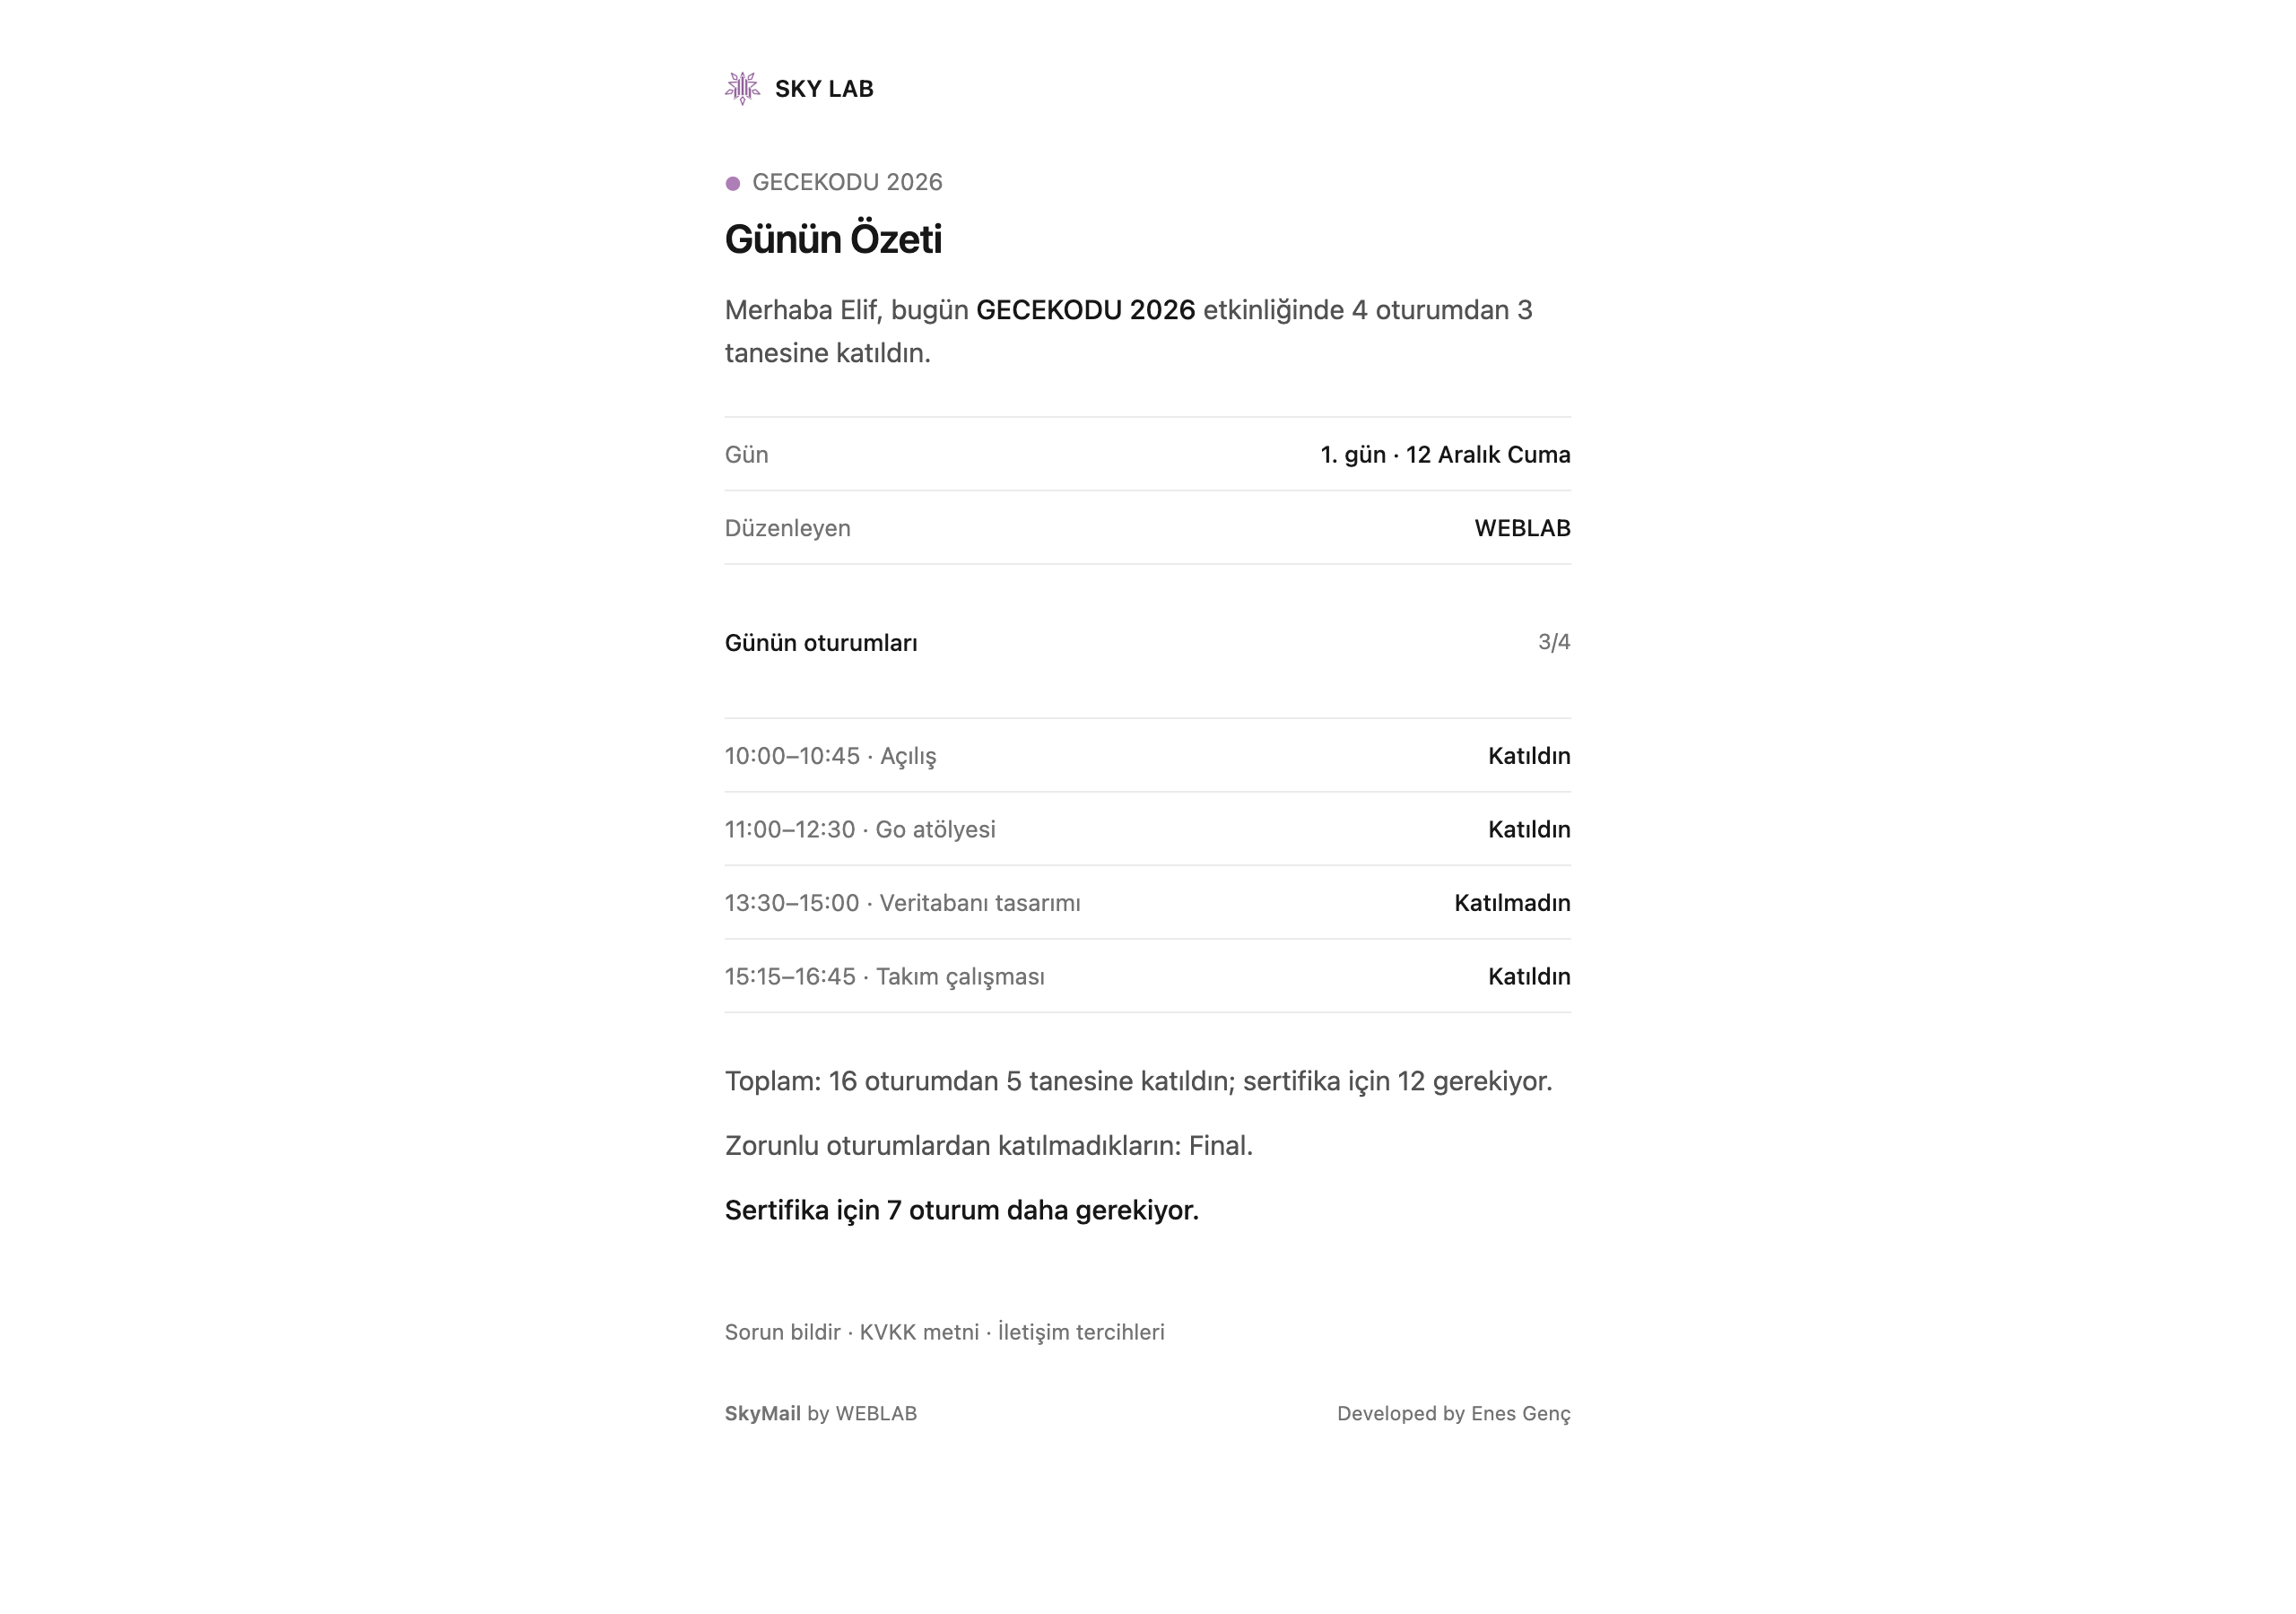 SKY LAB
GECEKODU 2026
Günün Özeti
Merhaba Elif, bugün GECEKODU 2026 etkinliğinde 4 oturumdan 3
tanesine katıldın.
Gün 1. gün · 12 Aralık Cuma
Düzenleyen WEBLAB
Günün oturumları 3/4
10:00–10:45 · Açılış Katıldın
11:00–12:30 · Go atölyesi Katıldın
13:30–15:00 · Veritabanı tasarımı Katılmadın
15:15–16:45 · Takım çalışması Katıldın
Toplam: 16 oturumdan 5 tanesine katıldın; sertifika için 12 gerekiyor.
Zorunlu oturumlardan katılmadıkların: Final.
Sertifika için 7 oturum daha gerekiyor.
Sorun bildir · KVKK metni · İletişim tercihleri
SkyMail by WEBLAB Developed by Enes Genç